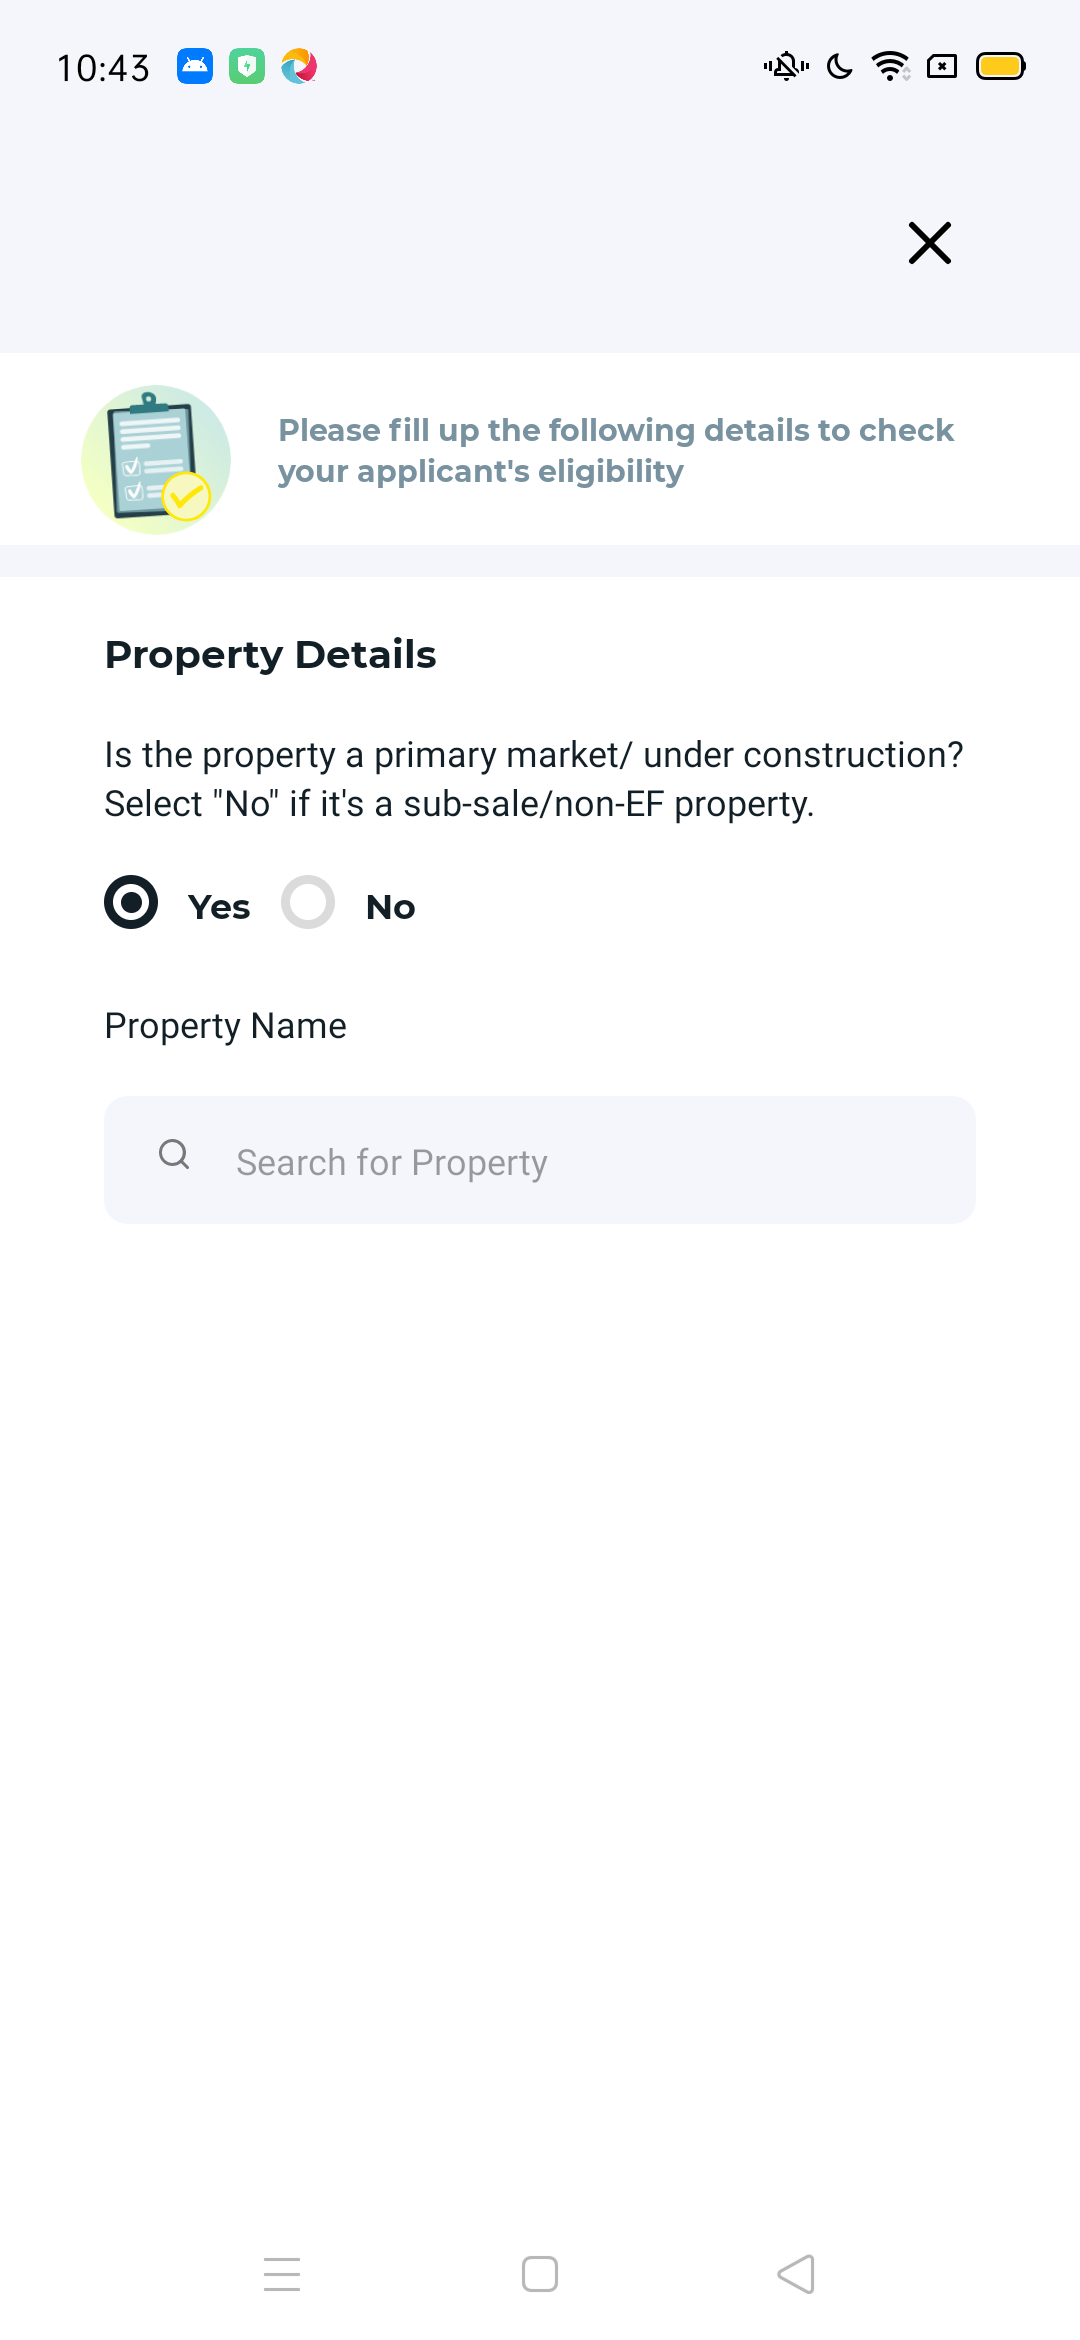 10:43
Please fill up the following details to check
your applicant's eligibility
Property Details
Is the property a primary market/ under construction?
Select "No" if it's a sub-sale/non-EF property.
Yes No
Property Name
Search for Property